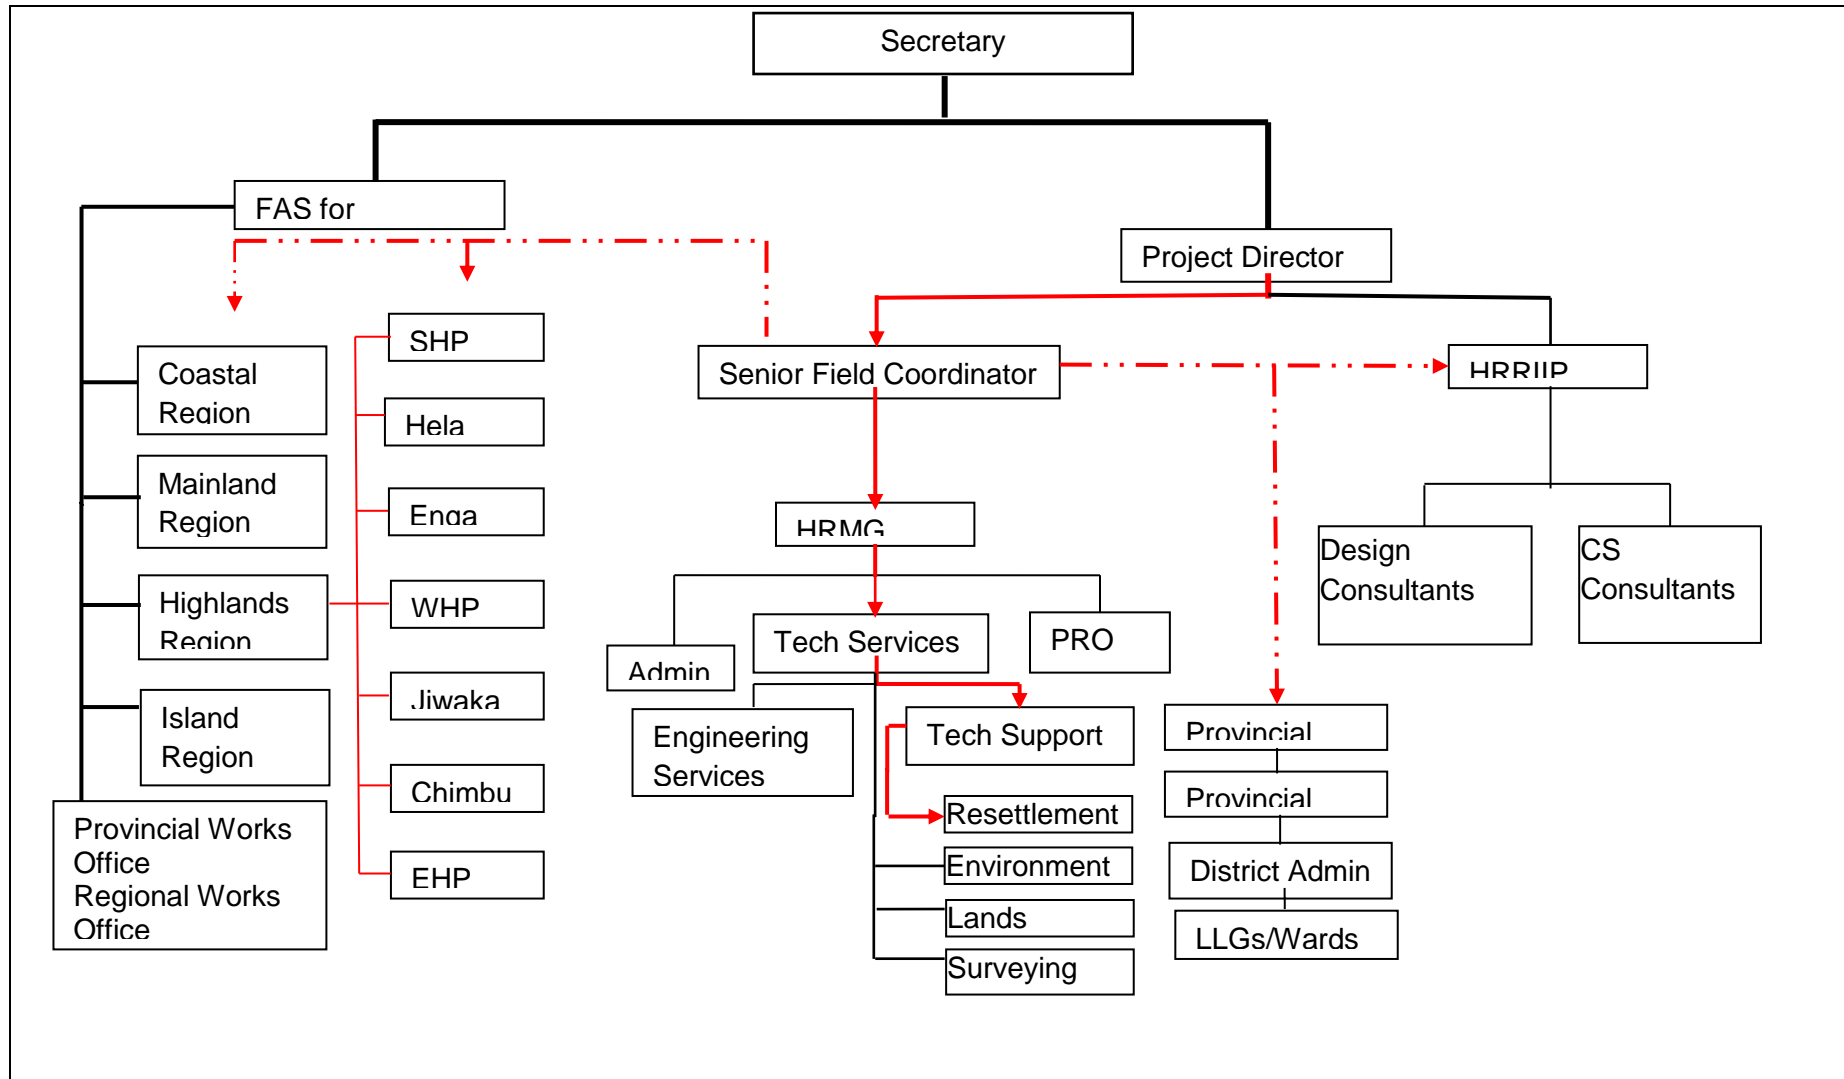 Secretary
FAS for
Project Director
SHP
Senior Field Coordinator
HRRIIP
Coastal
Region
Hela
Mainland
Region
Enga
HRMG
Design
Consultants
CS
Consultants
Highlands
Region
WHP
Tech Services
PRO
Admin
Jiwaka
Island
Region
Engineering
Services
Tech Support
Provincial
Chimbu
Provincial
Provincial Works
Office
Regional Works
Office
Resettlement
Environment
District Admin
EHP
Lands
LLGs/Wards
Surveying